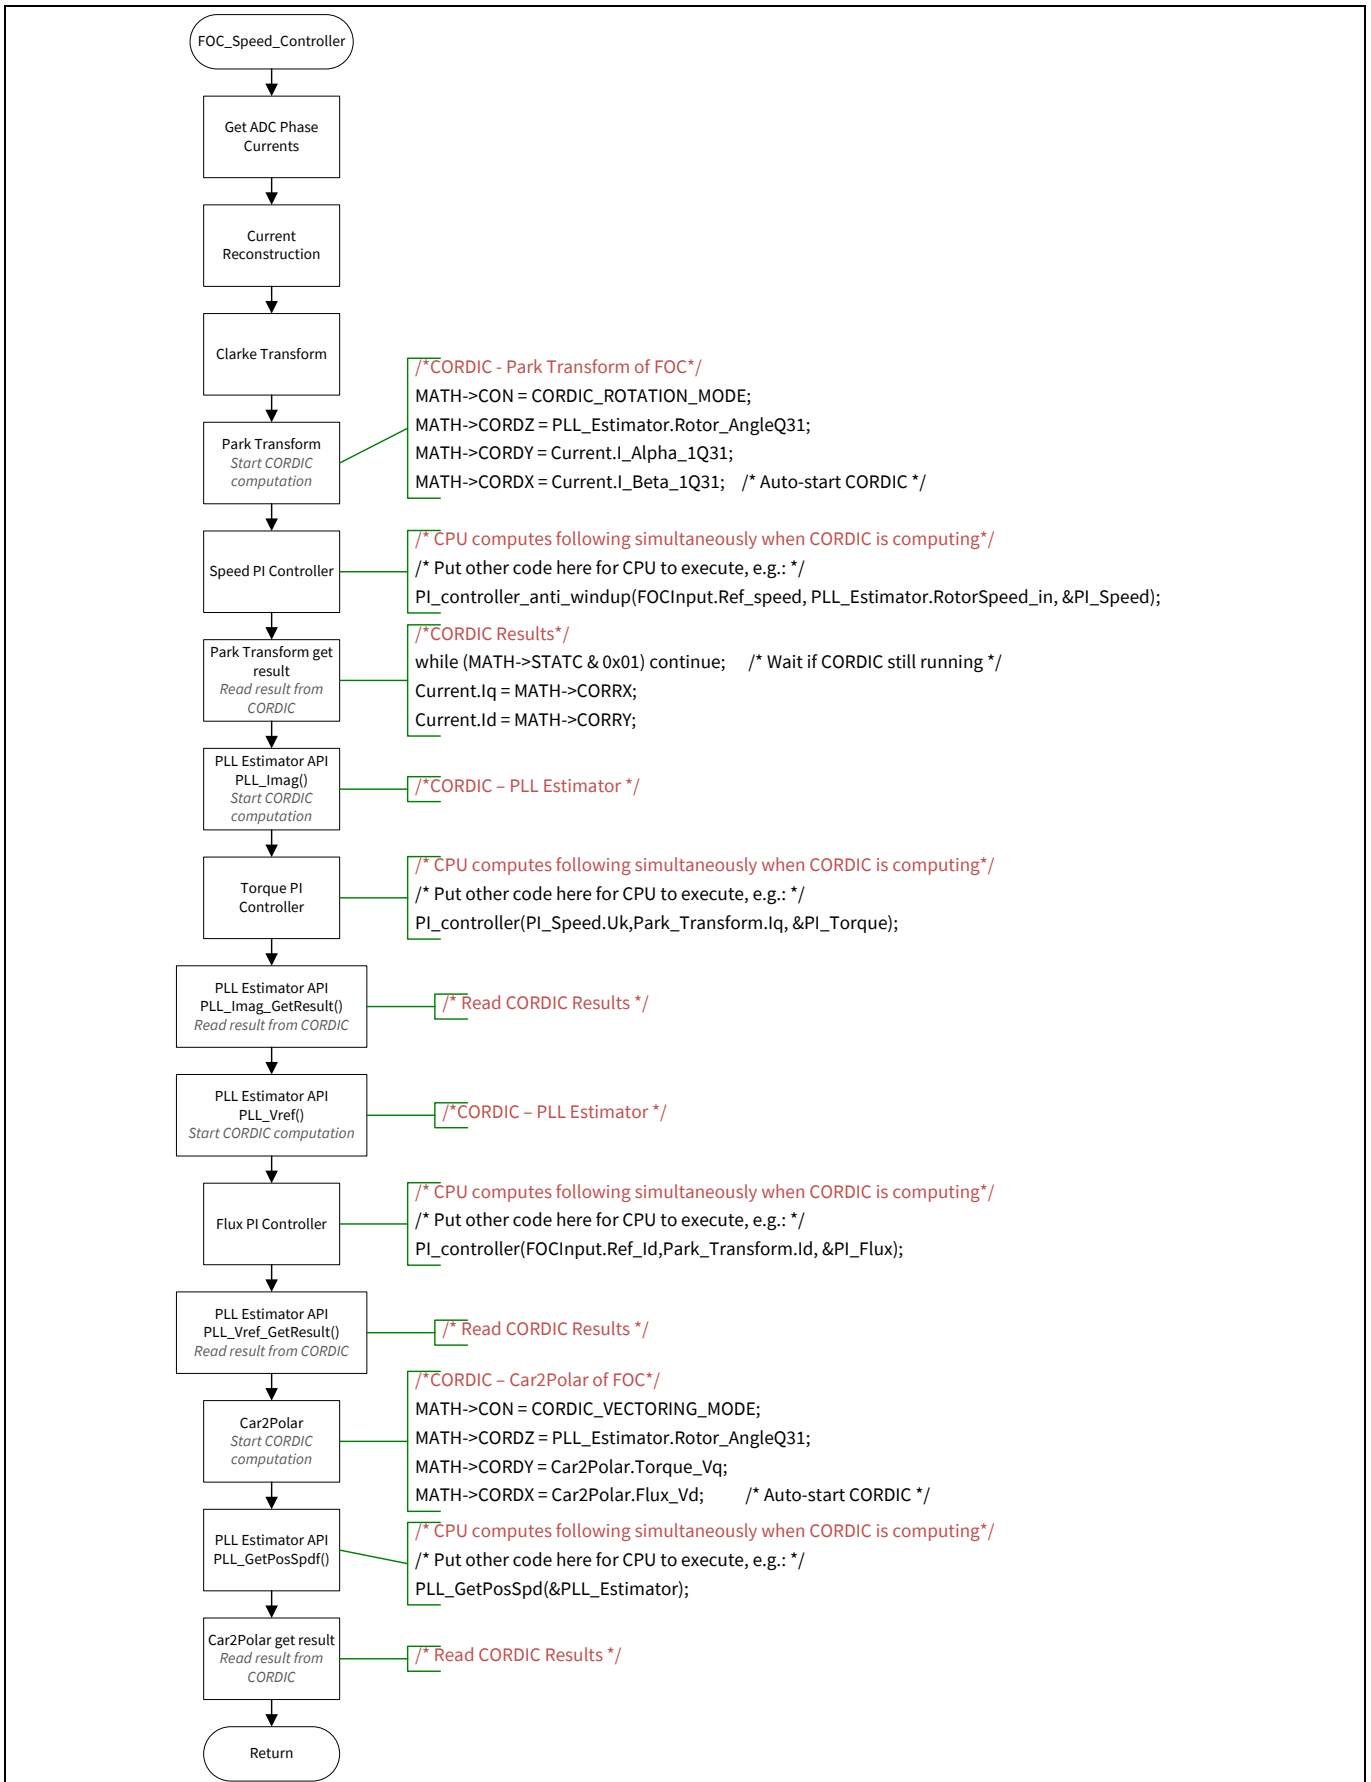 FOC_Speed_Controller
Get ADC Phase
Currents
Current
Reconstruction
Clarke Transform
/*CORDIC - Park Transform of FOC*/
MATH->CON = CORDIC_ROTATION_MODE;
MATH->CORDZ = PLL_Estimator.Rotor_AngleQ31;
MATH->CORDY = Current.I_Alpha_1Q31;
MATH->CORDX = Current.I_Beta_1Q31; /* Auto-start CORDIC */
Park Transform
Start CORDIC
computation
/* CPU computes following simultaneously when CORDIC is computing*/
/* Put other code here for CPU to execute, e.g.: */
PI_controller_anti_windup(FOCInput.Ref_speed, PLL_Estimator.RotorSpeed_in, &PI_Speed);
Speed PI Controller
/*CORDIC Results*/
while (MATH->STATC & 0x01) continue; /* Wait if CORDIC still running */
Current.Iq = MATH->CORRX;
Current.Id = MATH->CORRY;
Park Transform get
result
Read result from
CORDIC
PLL Estimator API
PLL_Imag()
Start CORDIC
computation
/*CORDIC – PLL Estimator */
/* CPU computes following simultaneously when CORDIC is computing*/
/* Put other code here for CPU to execute, e.g.: */
PI_controller(PI_Speed.Uk,Park_Transform.Iq, &PI_Torque);
Torque PI
Controller
PLL Estimator API
PLL_Imag_GetResult()
Read result from CORDIC
/* Read CORDIC Results */
PLL Estimator API
PLL_Vref()
Start CORDIC computation
/*CORDIC – PLL Estimator */
/* CPU computes following simultaneously when CORDIC is computing*/
/* Put other code here for CPU to execute, e.g.: */
PI_controller(FOCInput.Ref_Id,Park_Transform.Id, &PI_Flux);
Flux PI Controller
PLL Estimator API
PLL_Vref_GetResult()
Read result from CORDIC
/* Read CORDIC Results */
/*CORDIC – Car2Polar of FOC*/
MATH->CON = CORDIC_VECTORING_MODE;
MATH->CORDZ = PLL_Estimator.Rotor_AngleQ31;
MATH->CORDY = Car2Polar.Torque_Vq;
MATH->CORDX = Car2Polar.Flux_Vd; /* Auto-start CORDIC */
Car2Polar
Start CORDIC
computation
/* CPU computes following simultaneously when CORDIC is computing*/
/* Put other code here for CPU to execute, e.g.: */
PLL_GetPosSpd(&PLL_Estimator);
PLL Estimator API
PLL_GetPosSpdf()
Car2Polar get result
Read result from
CORDIC
/* Read CORDIC Results */
Return